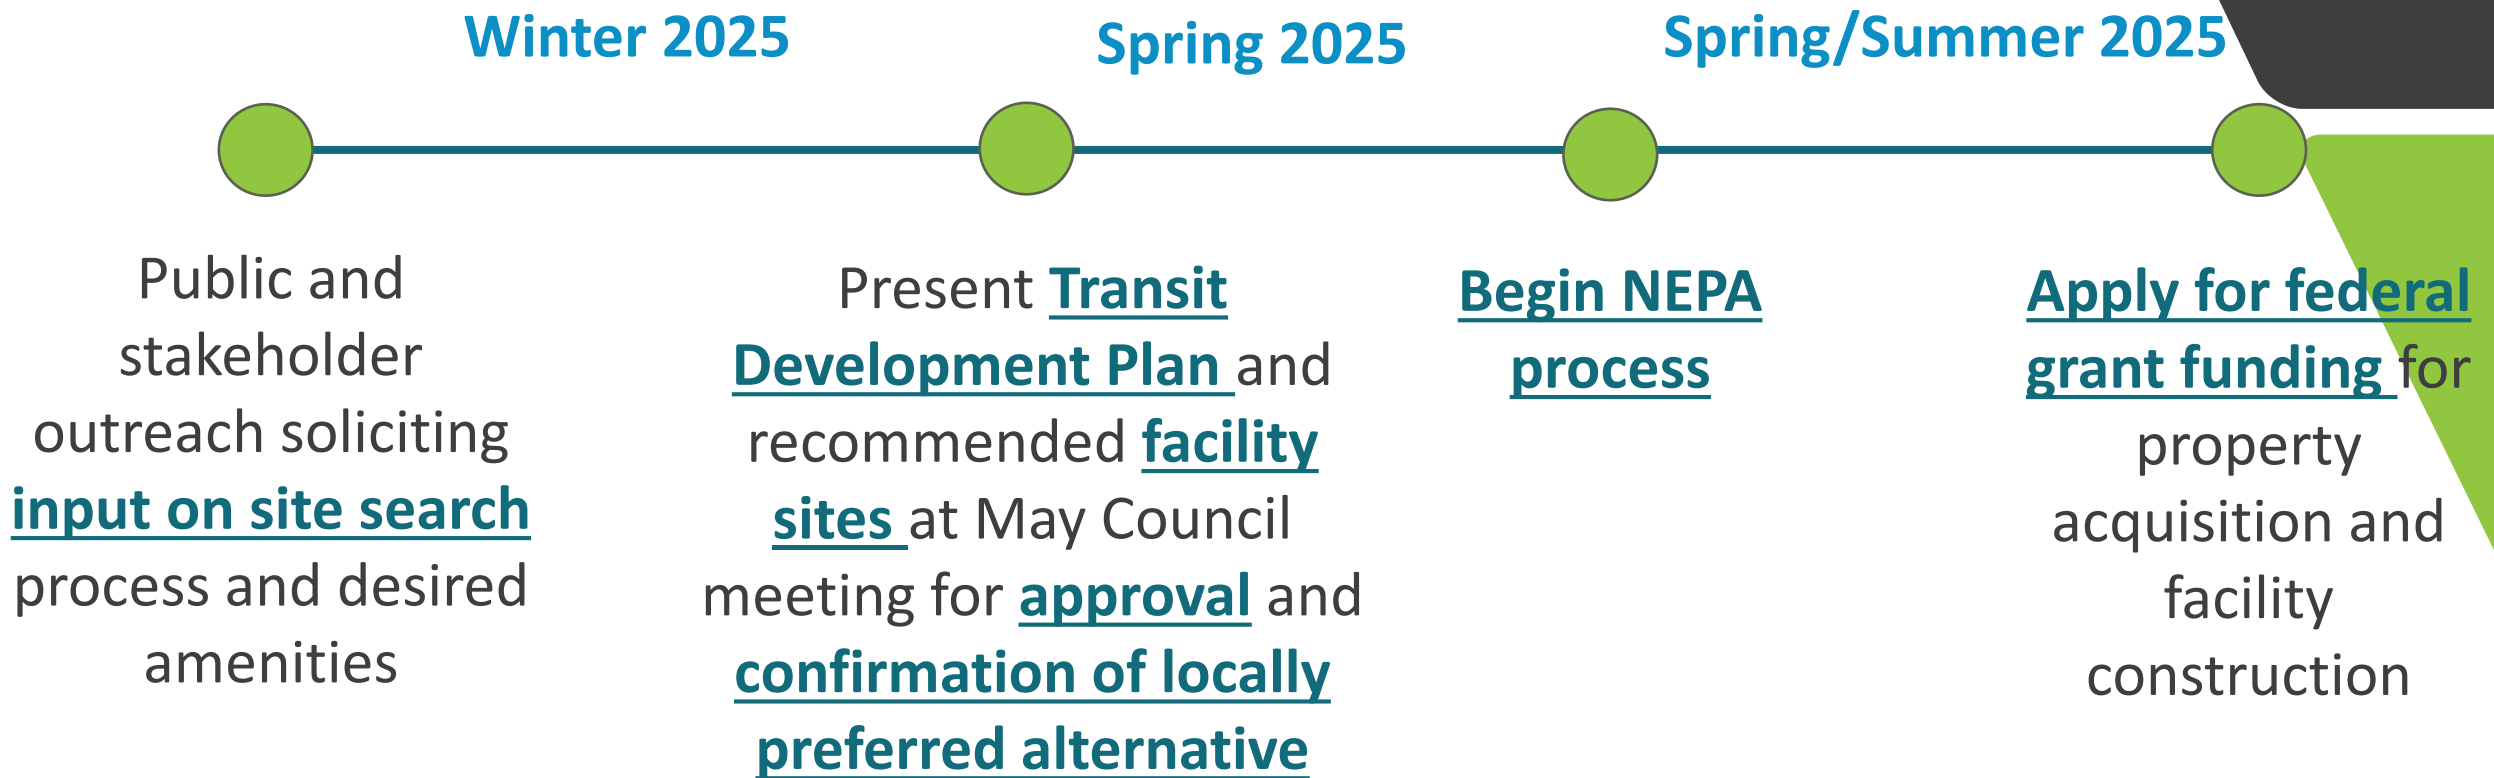 Winter 2025
Spring 2025
Spring/Summer 2025
Public and
stakeholder
outreach soliciting
input on site search
process and desired
amenities
Present Transit
Development Plan and
recommended facility
sites at May Council
meeting for approval and
confirmation of locally
preferred alternative
Begin NEPA
process
Apply for federal
grant funding for
property
acquisition and
facility
construction